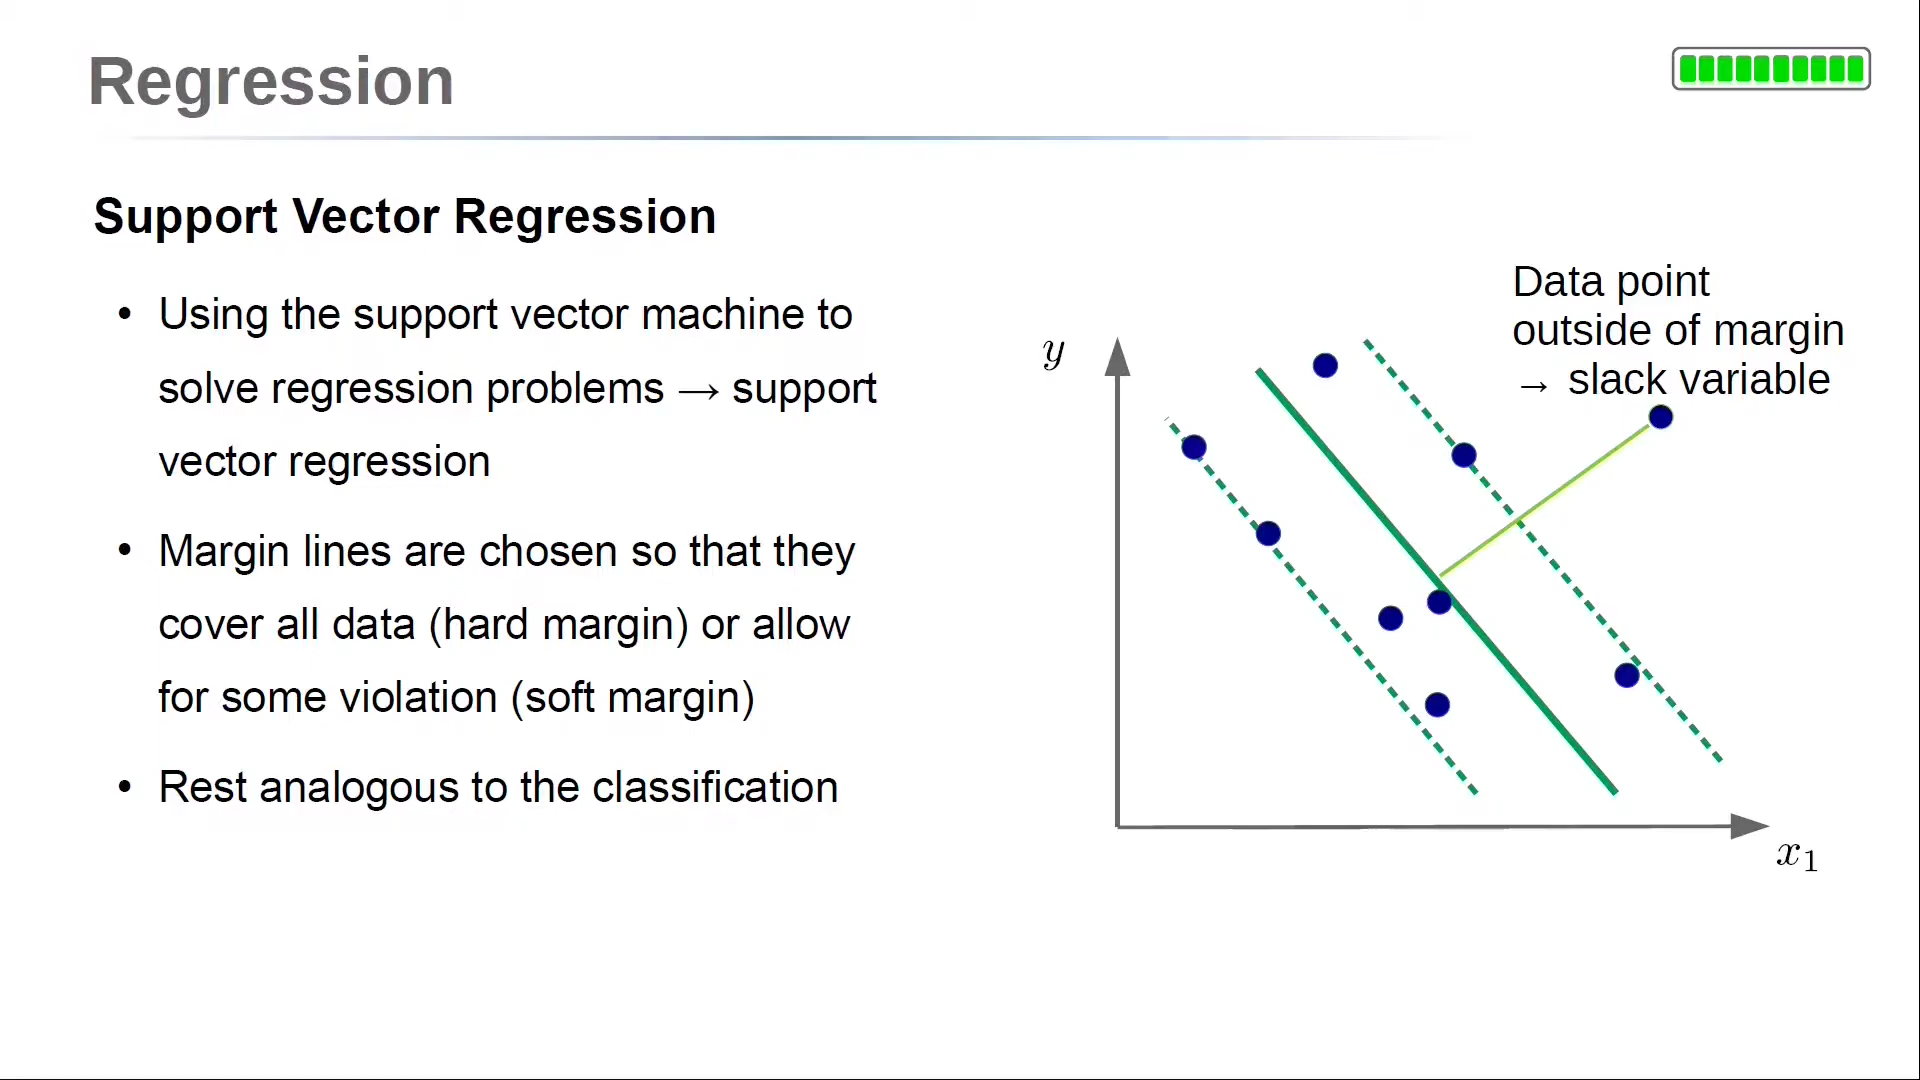 Regression
Support Vector Regression
• Using the support vector machine to
solve regression problems → support
vector regression
• Margin lines are chosen so that they
cover all data (hard margin) or allow
for some violation (soft margin)
• Rest analogous to the classification
Data point
outside of margin
→ slack variable
y
x₁